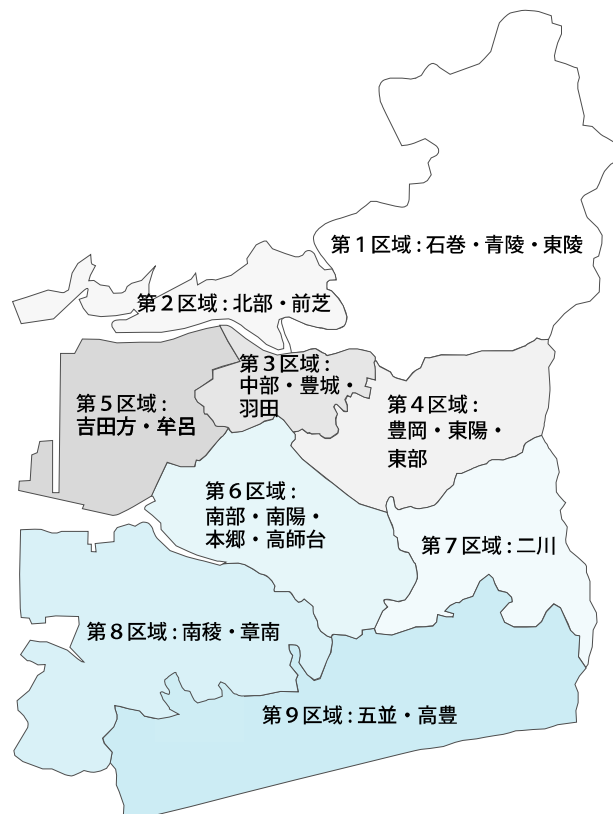 第１区域：石巻・青陵・東陵
第２区域：北部・前芝
第３区域：
中部・豊城・
羽田
第４区域：
豊岡・東陽・
東部
第５区域：
吉田方・牟呂
第６区域：
南部・南陽・
本郷・高師台
第７区域：二川
第８区域：南稜・章南
第９区域：五並・高豊